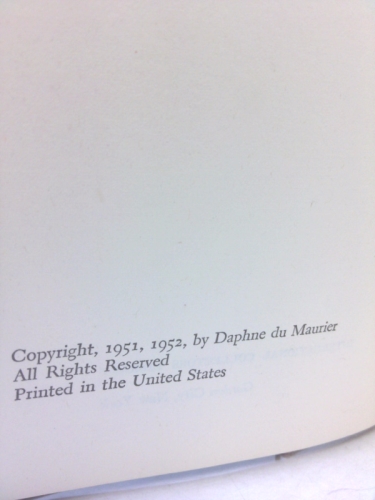 Copyright, 1951, 1952, by Daphne du Maurier
All Rights Reserved
Printed in the United States